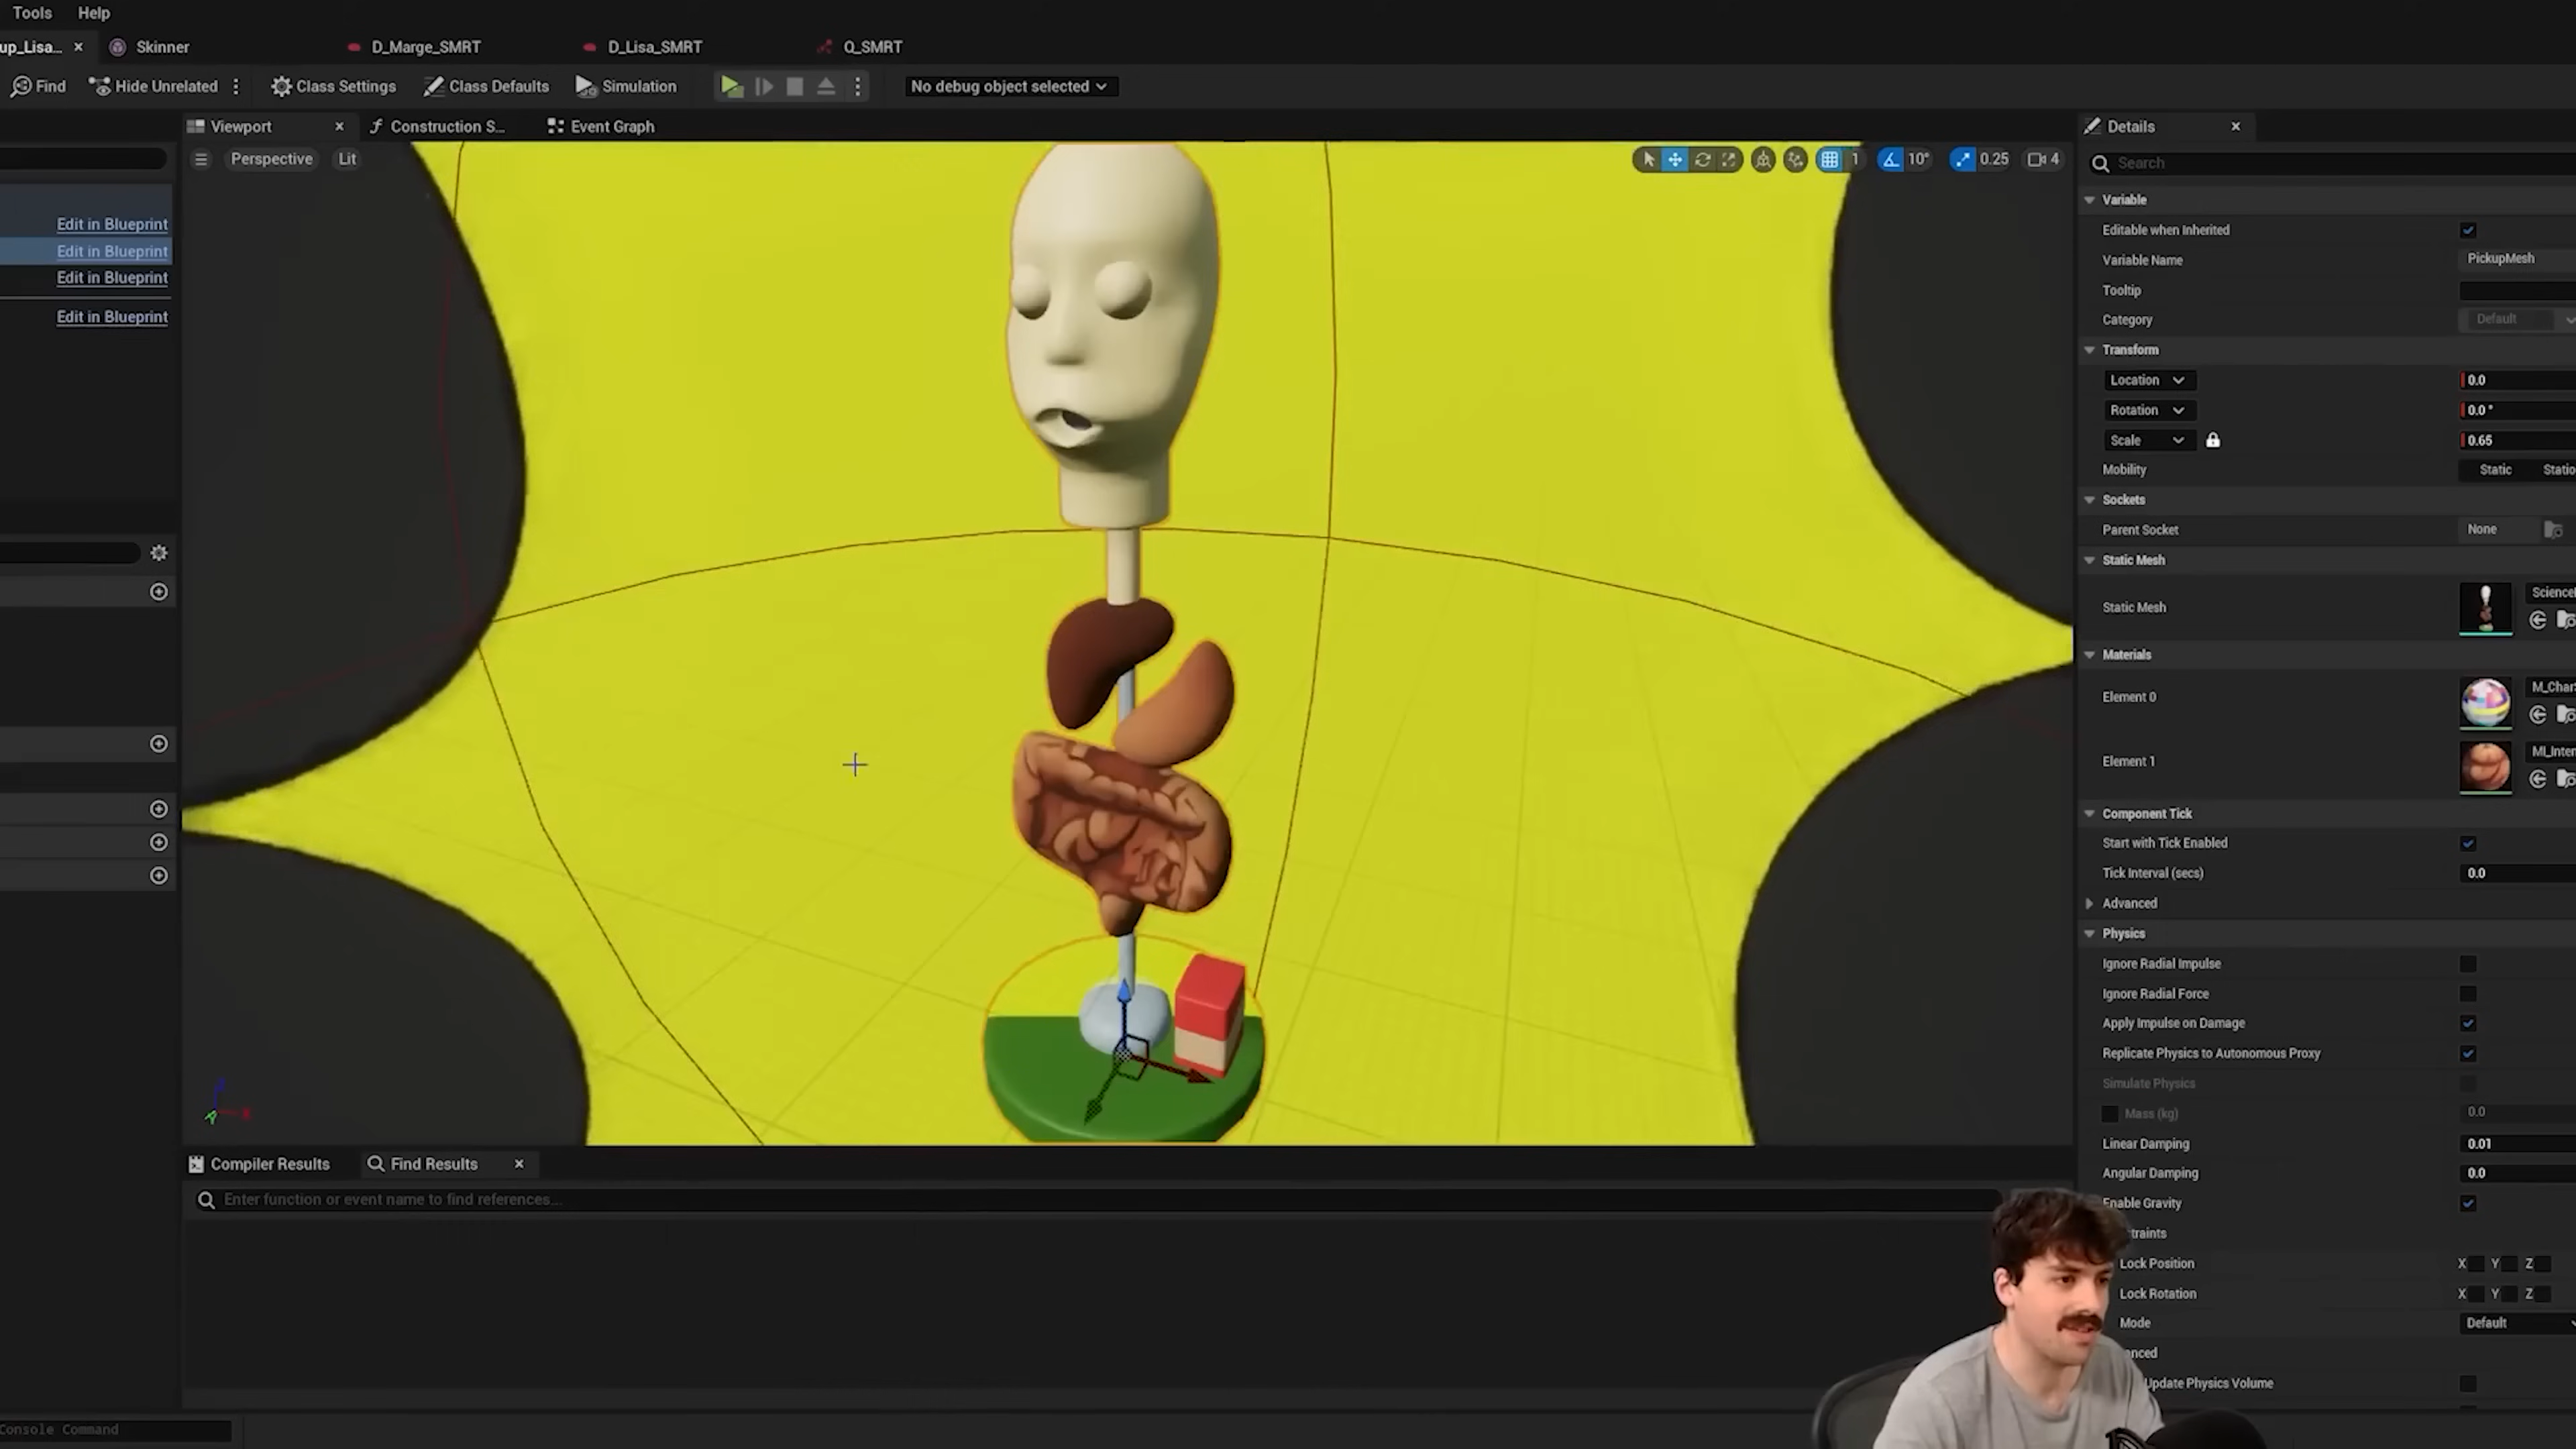 Tools Help
up_Lisa... Skinner D_Marge_SMRT D_Lisa_SMRT Q_SMRT
Find Hide Unrelated Class Settings Class Defaults Simulation No debug object selected
Viewport Construction S... Event Graph Details
Perspective Lit 1 10° 0.25 4
Search
Variable
Edit in Blueprint
Edit in Blueprint
Edit in Blueprint
Edit in Blueprint
Editable when Inherited
Variable Name PickupMesh
Tooltip
Category Default
Transform
Location 0.0
Rotation 0.0 °
Scale 0.65
Mobility Static Statio
Sockets
Parent Socket None
Static Mesh
Static Mesh Science
Materials
Element 0 M_Char
Element 1 MI_Inten
Component Tick
Start with Tick Enabled
Tick Interval (secs) 0.0
Advanced
Physics
Ignore Radial Impulse
Ignore Radial Force
Apply Impulse on Damage
Replicate Physics to Autonomous Proxy
Simulate Physics
Mass (kg) 0.0
Linear Damping 0.01
Angular Damping 0.0
Enable Gravity
traints
Lock Position X Y Z
Lock Rotation X Y Z
Mode Default
nced
Update Physics Volume
Compiler Results Find Results
Enter function or event name to find references...
Console Command